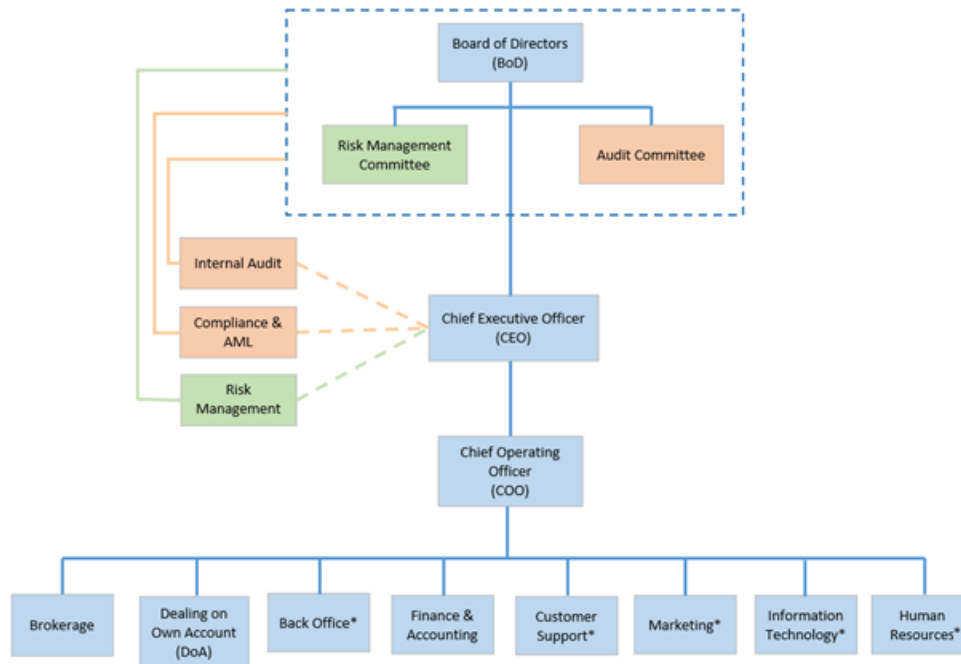 Board of Directors
(BoD)
Risk Management
Committee
Audit Committee
Internal Audit
Compliance &
AML
Risk
Management
Chief Executive Officer
(CEO)
Chief Operating
Officer
(COO)
Brokerage
Dealing on
Own Account
(DoA)
Back Office*
Finance &
Accounting
Customer
Support*
Marketing*
Information
Technology*
Human
Resources*